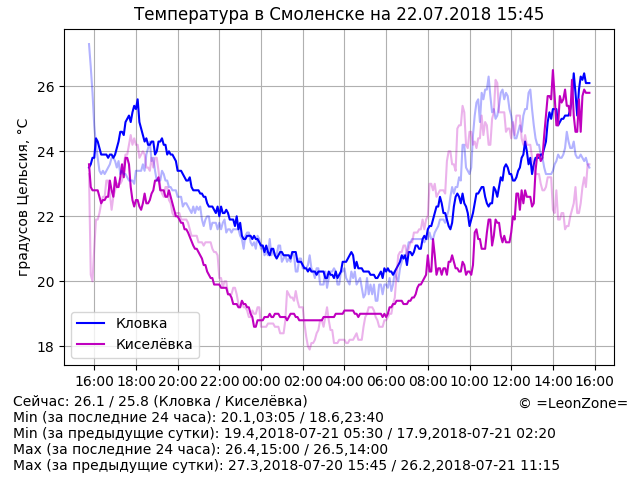 Температура в Смоленске на 22.07.2018 15:45
градусов Цельсия, °C
26
24
22
20
18
Кловка
Киселёвка
16:00 18:00 20:00 22:00 00:00 02:00 04:00 06:00 08:00 10:00 12:00 14:00 16:00
Сейчас: 26.1 / 25.8 (Кловка / Киселёвка)
© =LeonZone=
Min (за последние 24 часа): 20.1,03:05 / 18.6,23:40
Min (за предыдущие сутки): 19.4,2018-07-21 05:30 / 17.9,2018-07-21 02:20
Max (за последние 24 часа): 26.4,15:00 / 26.5,14:00
Max (за предыдущие сутки): 27.3,2018-07-20 15:45 / 26.2,2018-07-21 11:15